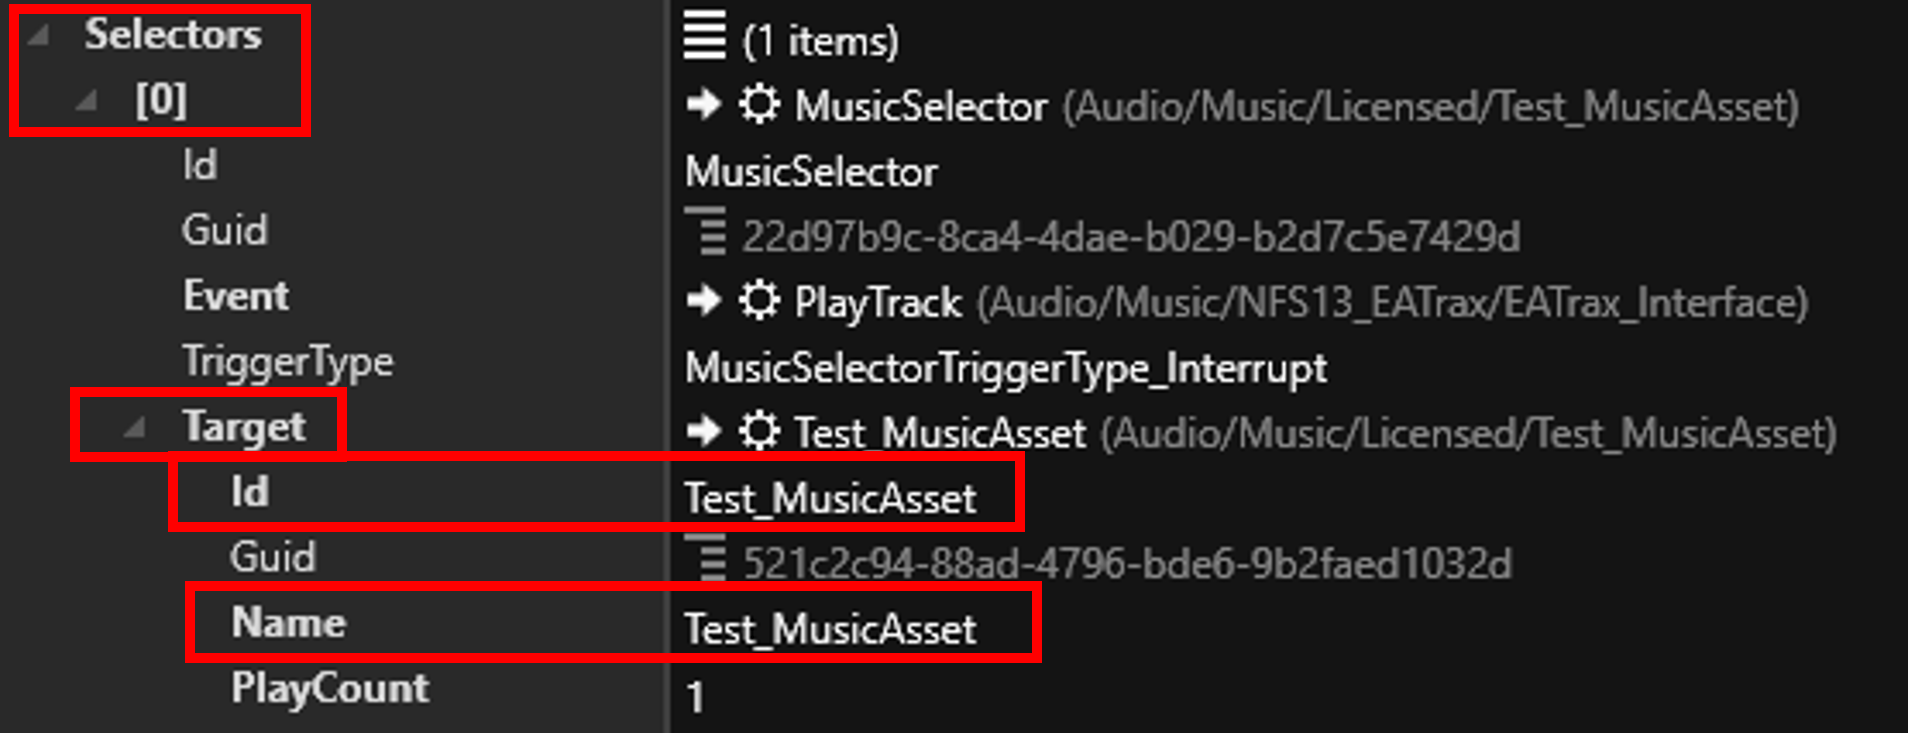 Selectors (1 items)
[0] MusicSelector (Audio/Music/Licensed/Test_MusicAsset)
Id MusicSelector
Guid 22d97b9c-8ca4-4dae-b029-b2d7c5e7429d
Event PlayTrack (Audio/Music/NFS13_EATrax/EATrax_Interface)
TriggerType MusicSelectorTriggerType_Interrupt
Target Test_MusicAsset (Audio/Music/Licensed/Test_MusicAsset)
Id Test_MusicAsset
Guid 521c2c94-88ad-4796-bde6-9b2faed1032d
Name Test_MusicAsset
PlayCount 1